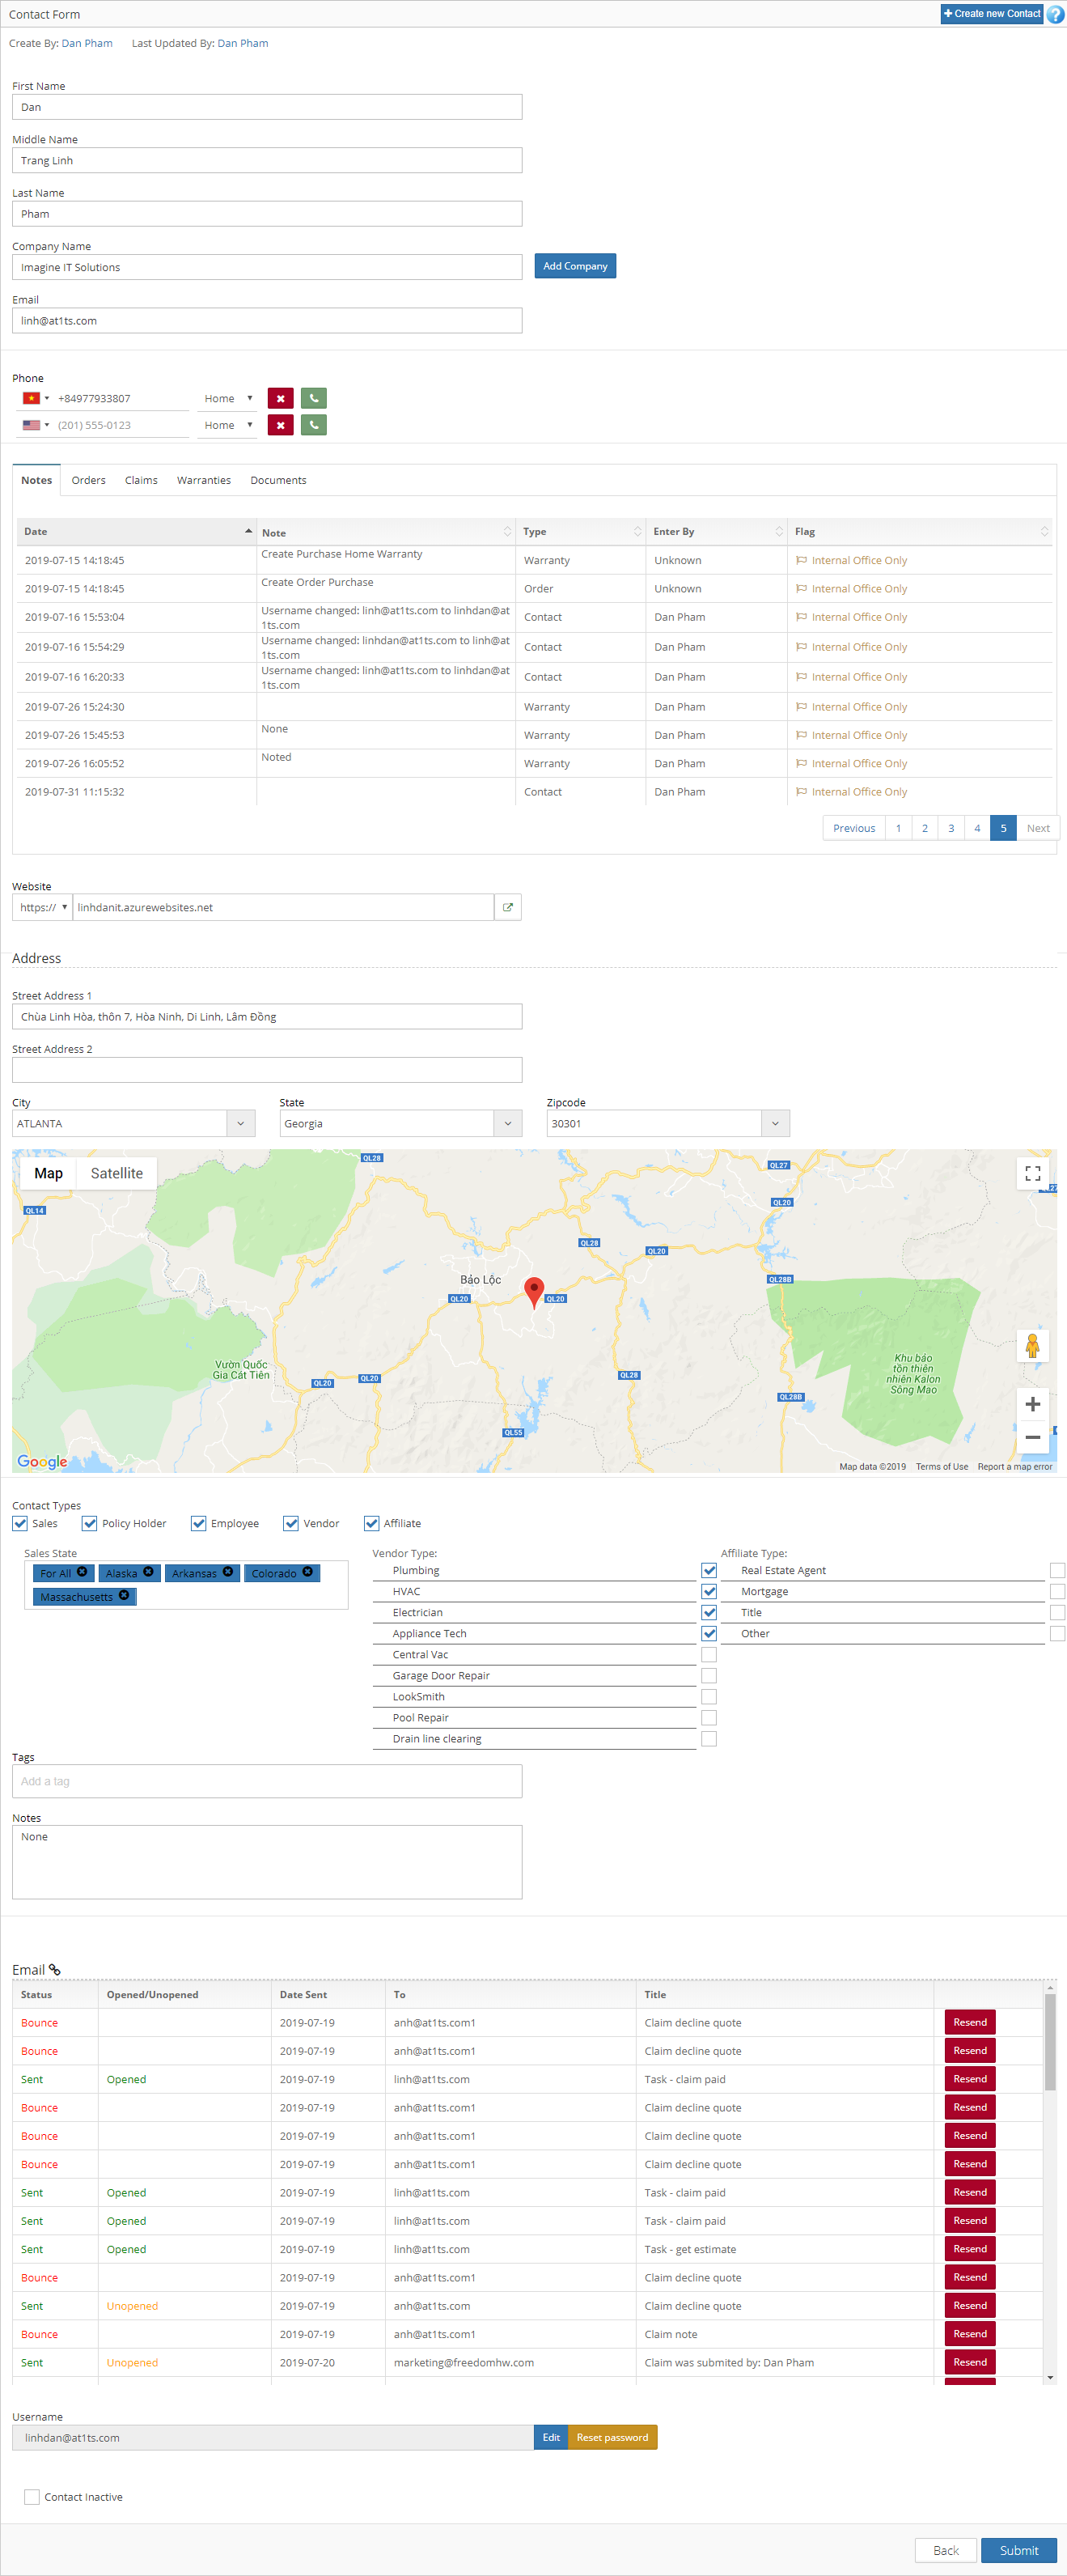 Contact Form
Create new Contact
?
Create By: Dan Pham Last Updated By: Dan Pham
First Name
Dan
Middle Name
Trang Linh
Last Name
Pham
Company Name
Imagine IT Solutions
Add Company
Email
linh@at1ts.com
Phone
+84977933807 Home
(201) 555-0123 Home
Notes Orders Claims Warranties Documents
Date Note Type Enter By Flag
2019-07-15 14:18:45 Create Purchase Home Warranty Warranty Unknown Internal Office Only
2019-07-15 14:18:45 Create Order Purchase Order Unknown Internal Office Only
2019-07-16 15:53:04 Username changed: linh@at1ts.com to linhdan@at
1ts.com Contact Dan Pham Internal Office Only
2019-07-16 15:54:29 Username changed: linhdan@at1ts.com to linh@at
1ts.com Contact Dan Pham Internal Office Only
2019-07-16 16:20:33 Username changed: linh@at1ts.com to linhdan@at
1ts.com Contact Dan Pham Internal Office Only
2019-07-26 15:24:30 Warranty Dan Pham Internal Office Only
2019-07-26 15:45:53 None Warranty Dan Pham Internal Office Only
2019-07-26 16:05:52 Noted Warranty Dan Pham Internal Office Only
2019-07-31 11:15:32 Contact Dan Pham Internal Office Only
Previous 1 2 3 4 5 Next
Website
https:// linhdanit.azurewebsites.net
Address
Street Address 1
Chùa Linh Hòa, thôn 7, Hòa Ninh, Di Linh, Lâm Đồng
Street Address 2
City State Zipcode
ATLANTA Georgia 30301
Map Satellite
QL28
QL27
QL14
QL20
27
QL28
QL20
Bảo Lộc
QL28B
QL20
QL20
Vườn Quốc
Gia Cát Tiên
QL20
QL20
QL28
Khu bảo
tồn thiên
nhiên Kalon
Sông Mao
QL28B
QL55
Google
Map data ©2019 Terms of Use Report a map error
Contact Types
Sales Policy Holder Employee Vendor Affiliate
Sales State
For All Alaska Arkansas Colorado
Massachusetts
Vendor Type:
Plumbing
HVAC
Electrician
Appliance Tech
Central Vac
Garage Door Repair
LookSmith
Pool Repair
Drain line clearing
Affiliate Type:
Real Estate Agent
Mortgage
Title
Other
Tags
Add a tag
Notes
None
Email
Status Opened/Unopened Date Sent To Title
Bounce 2019-07-19 anh@at1ts.com1 Claim decline quote Resend
Bounce 2019-07-19 anh@at1ts.com1 Claim decline quote Resend
Sent Opened 2019-07-19 linh@at1ts.com Task - claim paid Resend
Bounce 2019-07-19 anh@at1ts.com1 Claim decline quote Resend
Bounce 2019-07-19 anh@at1ts.com1 Claim decline quote Resend
Bounce 2019-07-19 anh@at1ts.com1 Claim decline quote Resend
Sent Opened 2019-07-19 linh@at1ts.com Task - claim paid Resend
Sent Opened 2019-07-19 linh@at1ts.com Task - claim paid Resend
Sent Opened 2019-07-19 linh@at1ts.com Task - get estimate Resend
Bounce 2019-07-19 anh@at1ts.com1 Claim decline quote Resend
Sent Unopened 2019-07-19 anh@at1ts.com Claim decline quote Resend
Bounce 2019-07-19 anh@at1ts.com1 Claim note Resend
Sent Unopened 2019-07-20 marketing@freedomhw.com Claim was submited by: Dan Pham Resend
Username
linhdan@at1ts.com Edit Reset password
Contact Inactive
Back Submit